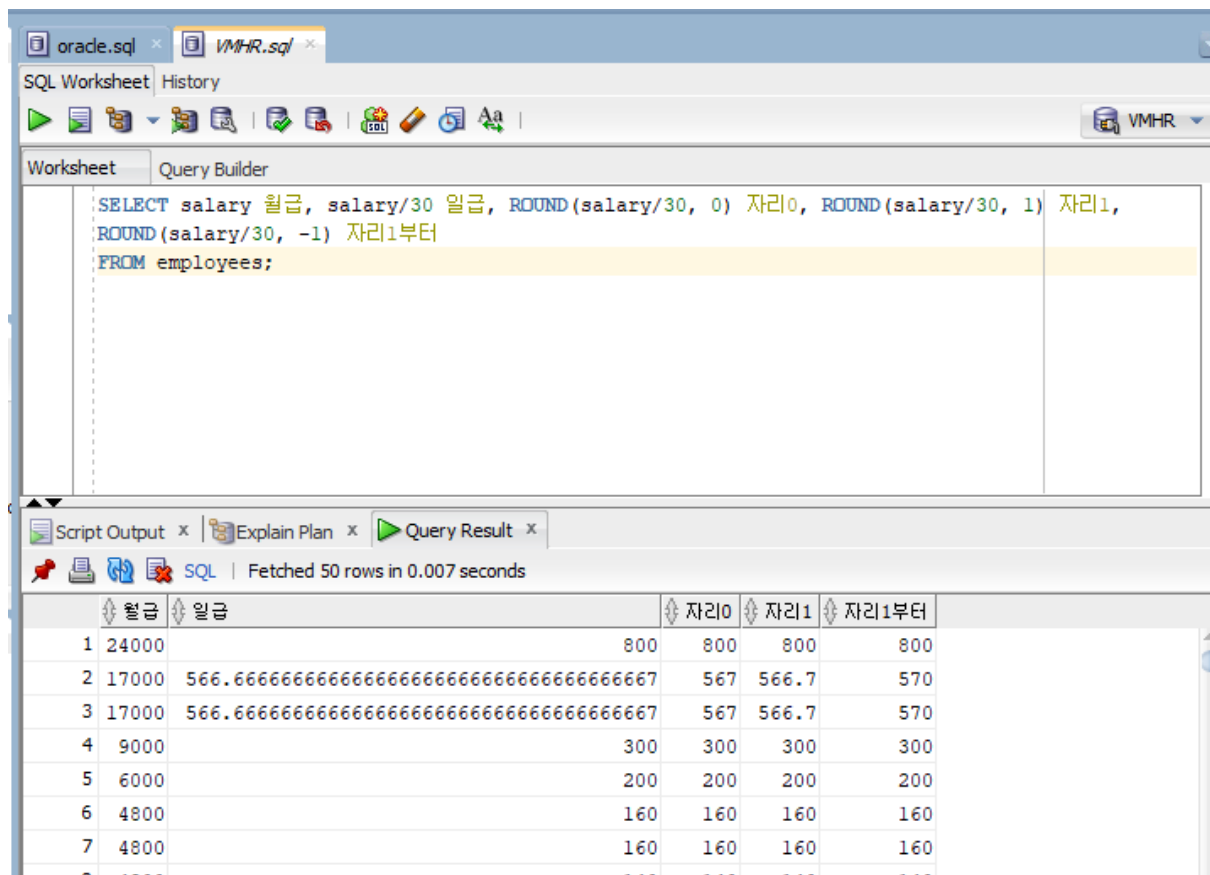 oracle.sql VMHR.sql
SQL Worksheet History
VMHR
Worksheet Query Builder
SELECT salary 월급, salary/30 일급, ROUND(salary/30, 0) 자리0, ROUND(salary/30, 1) 자리1,
ROUND(salary/30, -1) 자리1부터
FROM employees;
Script Output x Explain Plan x Query Result x
SQL | Fetched 50 rows in 0.007 seconds
월급 일급 자리0 자리1 자리1부터
1 24000 800 800 800 800
2 17000 566.666666666666666666666666666666666667 567 566.7 570
3 17000 566.666666666666666666666666666666666667 567 566.7 570
4 9000 300 300 300 300
5 6000 200 200 200 200
6 4800 160 160 160 160
7 4800 160 160 160 160